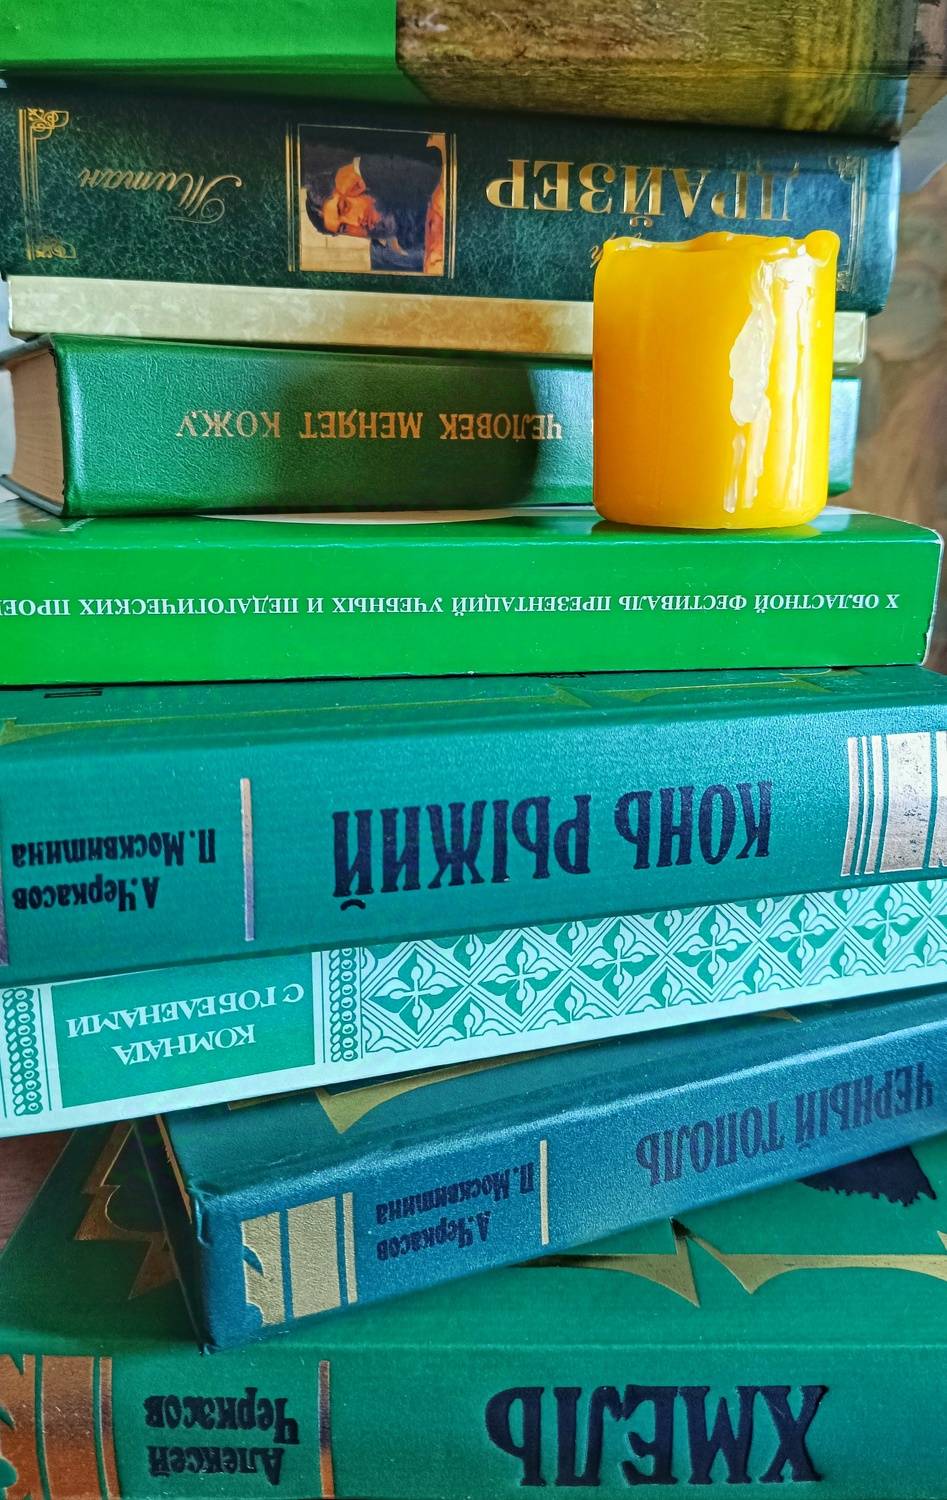 Титан
ДРАЙЗЕР
ЧЕЛОВЕК МЕНЯЕТ КОЖУ
X ОБЛАСТНОЙ ФЕСТИВАЛЬ ПРЕЗЕНТАЦИЙ УЧЕБНЫХ И ПЕДАГОГИЧЕСКИХ
А.Черкасов
П.Москвитина
КОНЬ РЫЖИЙ
КОМНАТА
С ГОБЕЛЕНАМИ
А.Черкасов
П.Москвитина
ЧЕРНЫЙ ТОПОЛЬ
Алексей
Черкасов
ХМЕЛЬ